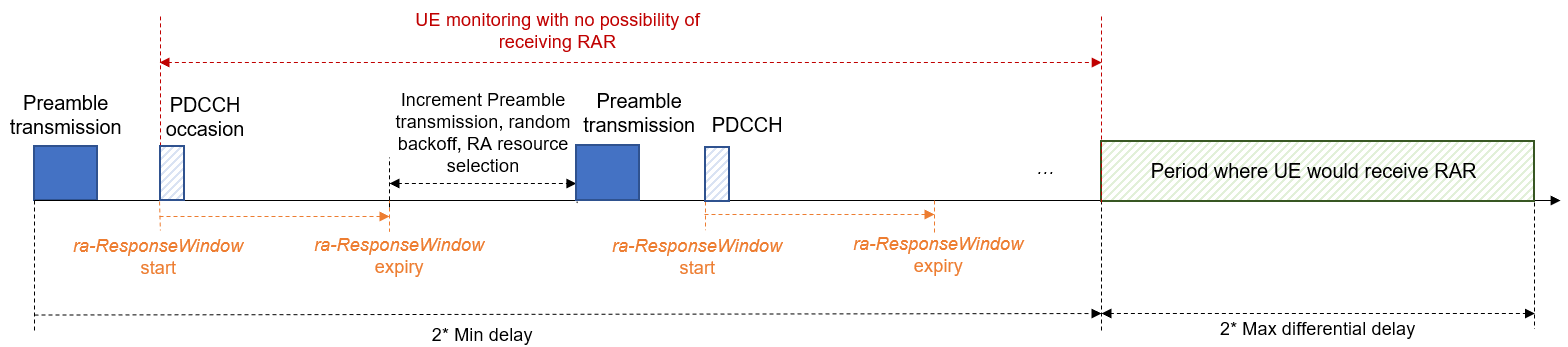 UE monitoring with no possibility of
receiving RAR
Preamble
transmission
PDCCH
occasion
Increment Preamble
transmission, random
backoff, RA resource
selection
Preamble
transmission
PDCCH
...
Period where UE would receive RAR
ra-ResponseWindow
start
ra-ResponseWindow
expiry
ra-ResponseWindow
start
ra-ResponseWindow
expiry
2* Min delay
2* Max differential delay